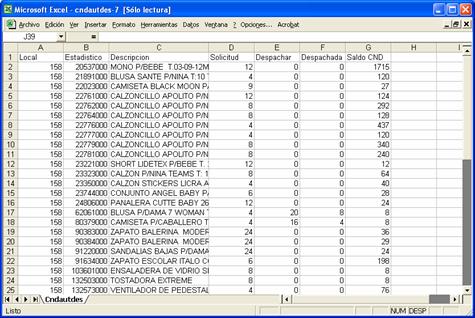 Microsoft Excel - cndautdes-7 [Sólo lectura]
Archivo Edición Ver Insertar Formato Herramientas Datos Ventana ? Opciones... Acrobat
J39
A B C D E F G H I
1 Local Estadistico Descripcion Solicitud Despachar Despachada Saldo CND
2 158 20537000 MONO P/BEBE T.03-09-12M 12 0 0 1715
3 158 21891000 BLUSA SANTE P/NINA T:10 T 4 0 0 120
4 158 22023000 CAMISETA BLACK MOON P/ 9 0 0 27
5 158 22761000 CALZONCILLO APOLITO P/N 12 0 0 124
6 158 22762000 CALZONCILLO APOLITO P/N 8 0 0 292
7 158 22764000 CALZONCILLO APOLITO P/N 8 0 0 128
8 158 22776000 CALZONCILLO APOLITO P/N 4 0 0 437
9 158 22777000 CALZONCILLO APOLITO P/N 4 0 0 120
10 158 22779000 CALZONCILLO APOLITO P/N 8 0 0 340
11 158 22781000 CALZONCILLO APOLITO P/N 8 0 0 240
12 158 23221000 SHORT LIDETEX P/BEBE T. 12 0 0 12
13 158 23323000 CALZON P/NINA TEAMS T: 1 8 0 0 64
14 158 23350000 CALZON STICKERS LICRA A 4 0 0 40
15 158 23744000 CONJUNTO ANGEL BABY P/ 6 0 0 28
16 158 24806000 PANALERA CUTTE BABY 26 12 0 0 24
17 158 62061000 BLUSA P/DAMA 7 WOMAN T 4 20 8 8
18 158 80379000 CAMISETA P/CABALLERO T 4 16 4 8
19 158 90383000 ZAPATO BALERINA MODER 24 0 0 36
20 158 90384000 ZAPATO BALERINA MODER 24 0 0 29
21 158 91220000 SANDALIAS BAJAS P/DAMA 24 0 0 24
22 158 91634000 ZAPATO ESCOLAR ITALO C 6 0 0 198
23 158 103601000 ENSALADERA DE VIDRIO SI 8 0 0 8
24 158 132503000 TOSTADORA EXTREME 8 0 0 8
25 158 132573000 VENTILADOR DE PEDESTAL 4 0 0 76
Cndautdes
Listo NUM DESP